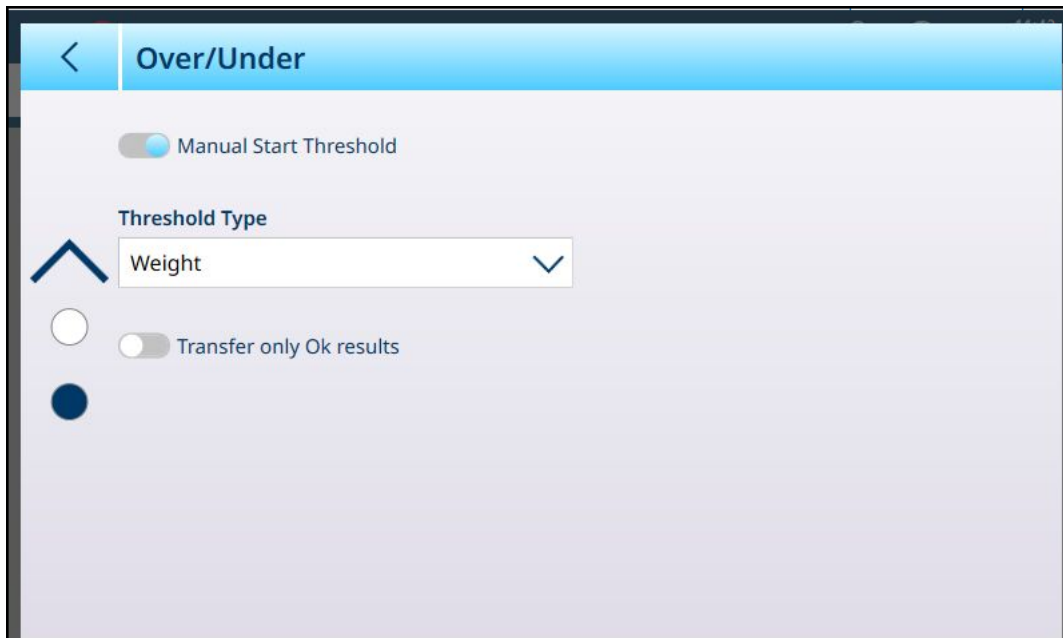 Over/Under
Manual Start Threshold
Threshold Type
Weight
Transfer only Ok results